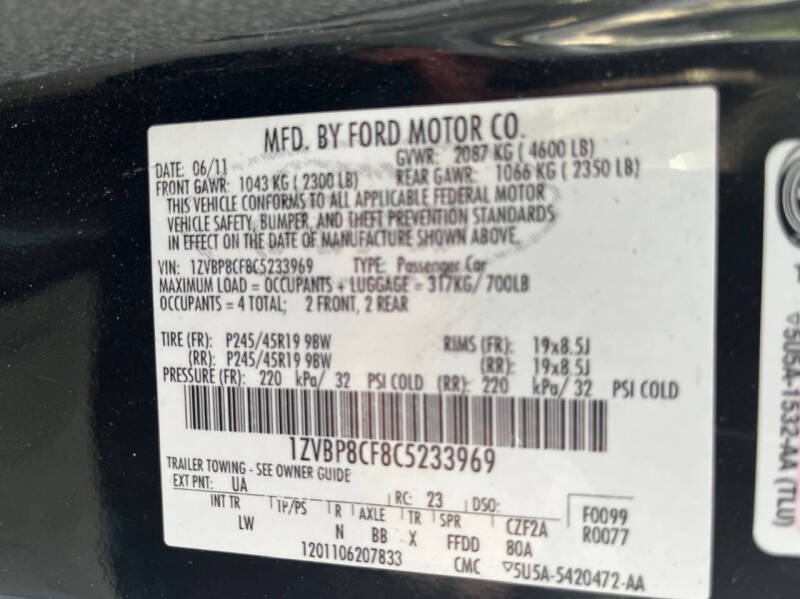 MFD. BY FORD MOTOR CO.
DATE: 06/11 GVWR: 2087 KG ( 4600 LB)
FRONT GAWR: 1043 KG ( 2300 LB) REAR GAWR: 1066 KG ( 2350 LB)
THIS VEHICLE CONFORMS TO ALL APPLICABLE FEDERAL MOTOR
VEHICLE SAFETY, BUMPER, AND THEFT PREVENTION STANDARDS
IN EFFECT ON THE DATE OF MANUFACTURE SHOWN ABOVE.
VIN: 1ZVBP8CF8C5233969 TYPE: Passenger Car
MAXIMUM LOAD = OCCUPANTS + LUGGAGE = 317KG/ 700LB
OCCUPANTS = 4 TOTAL; 2 FRONT, 2 REAR
TIRE (FR): P245/45R19 98W RIMS (FR): 19x8.5J
(RR): P245/45R19 98W (RR): 19x8.5J
PRESSURE (FR): 220 kPa/ 32 PSI COLD (RR): 220 kPa/ 32 PSI COLD
1ZVBP8CF8C5233969
TRAILER TOWING - SEE OWNER GUIDE
EXT PNT: UA RC: 23 DSO: F0099
INT TR TP/PS R AXLE TR SPR CZF2A R0077
LW N BB X FFDD 80A
1201106207833 CMC ▽5U5A-5420472-AA
▽5U5A-1532-AA (TLU)